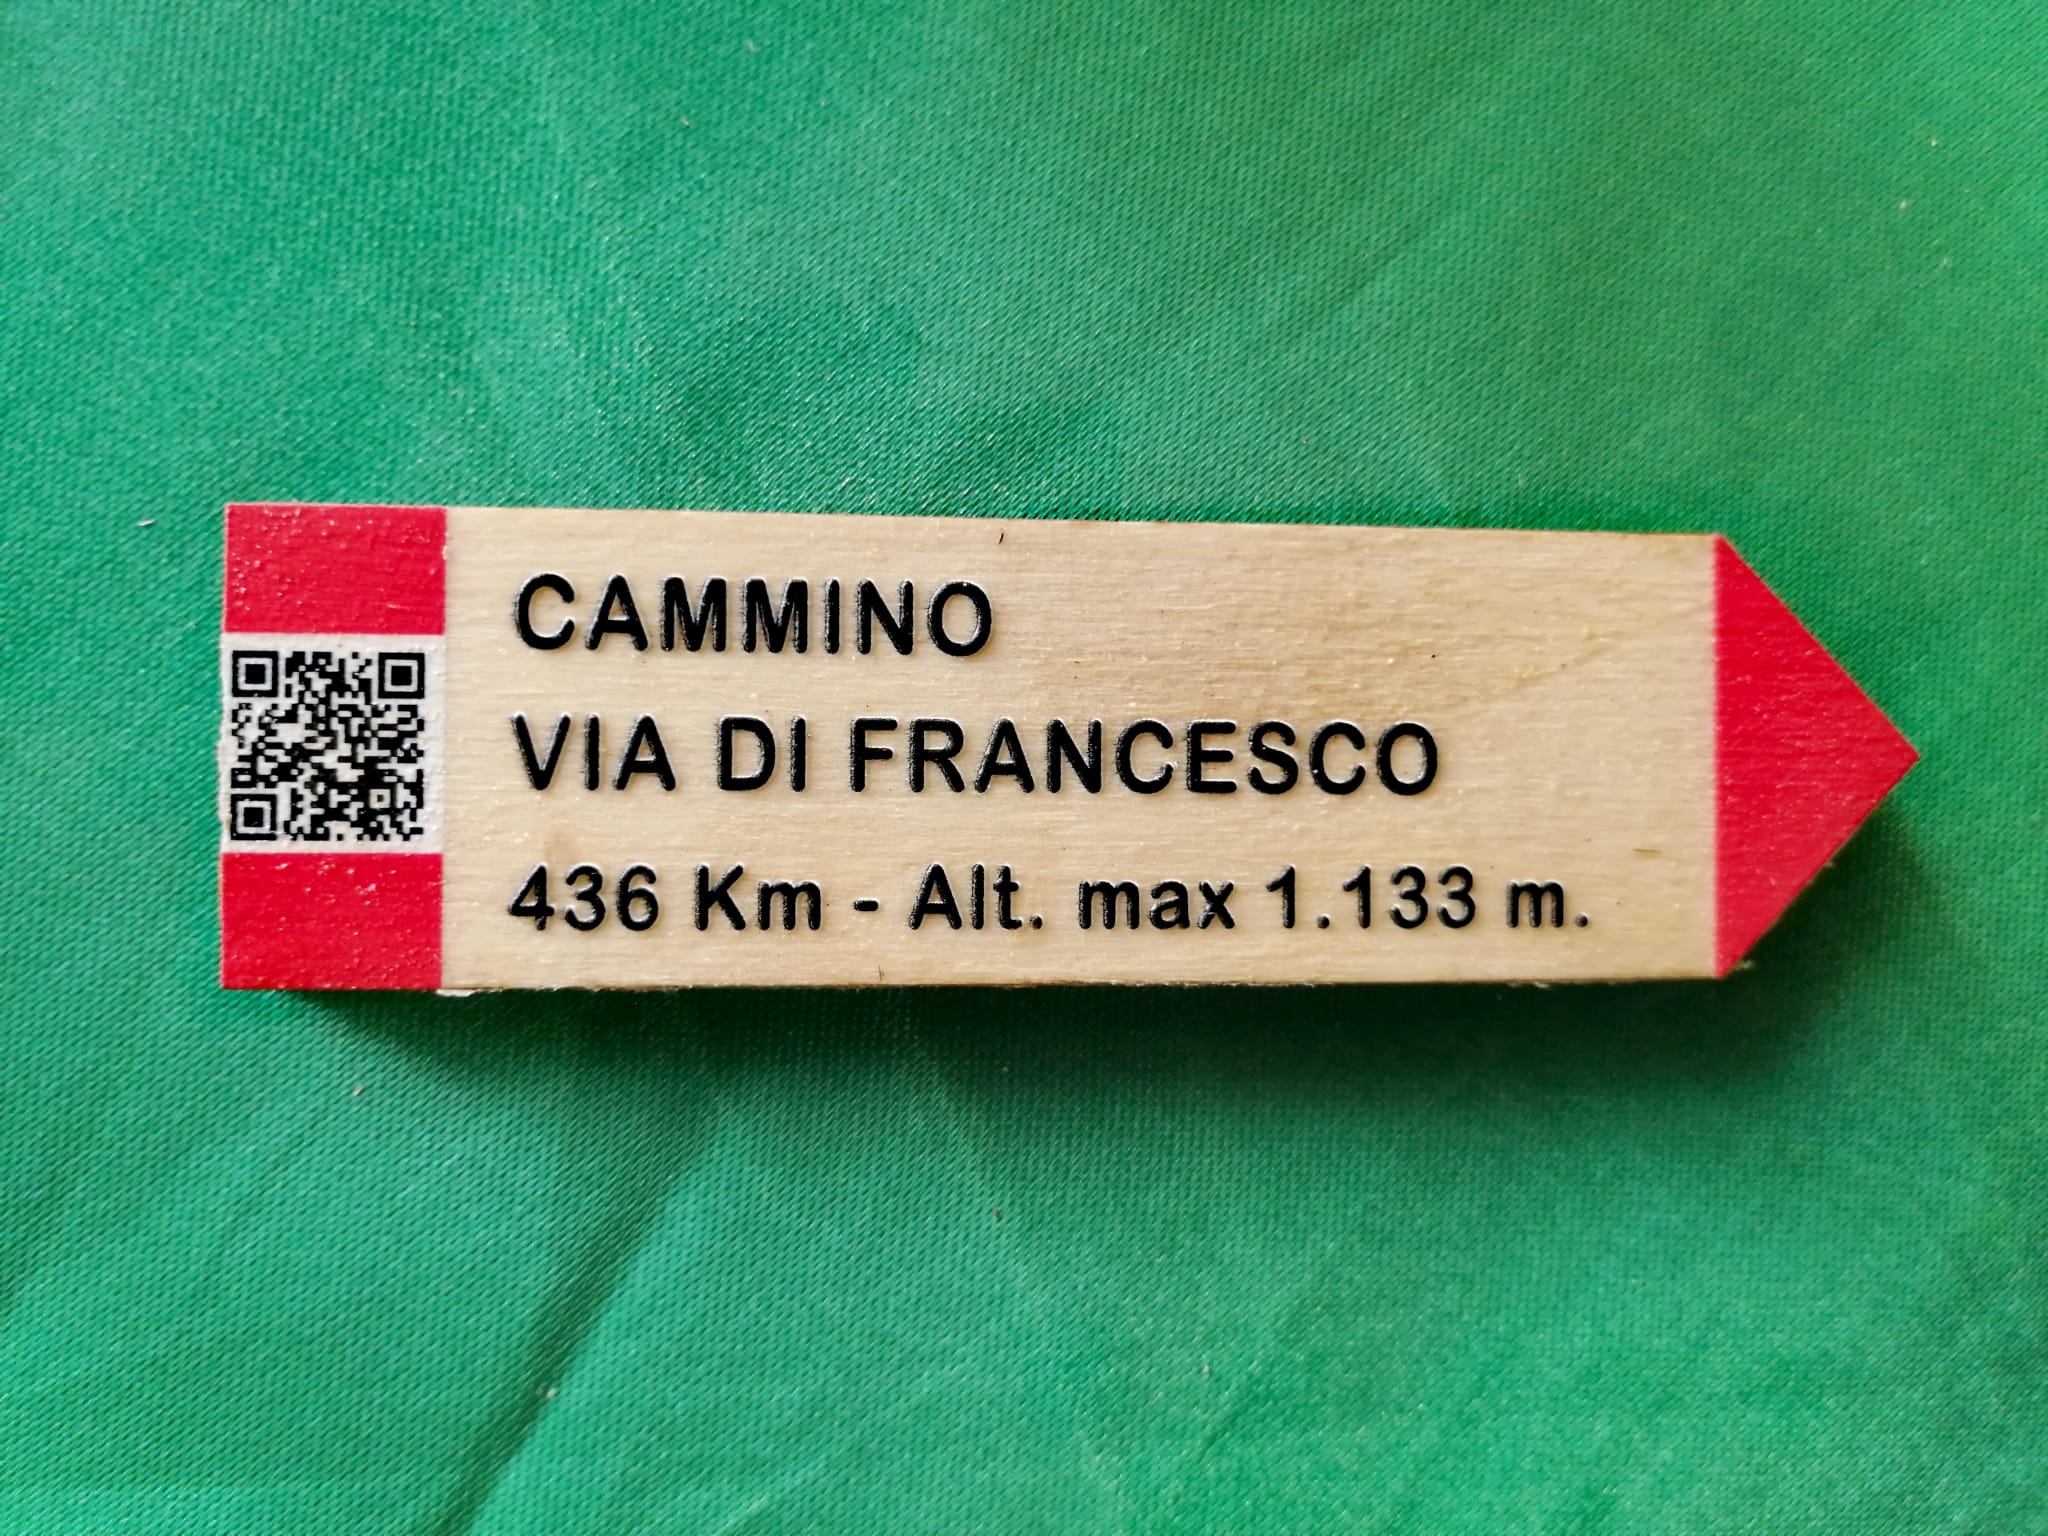 CAMMINO
VIA DI FRANCESCO
436 Km - Alt. max 1.133 m.